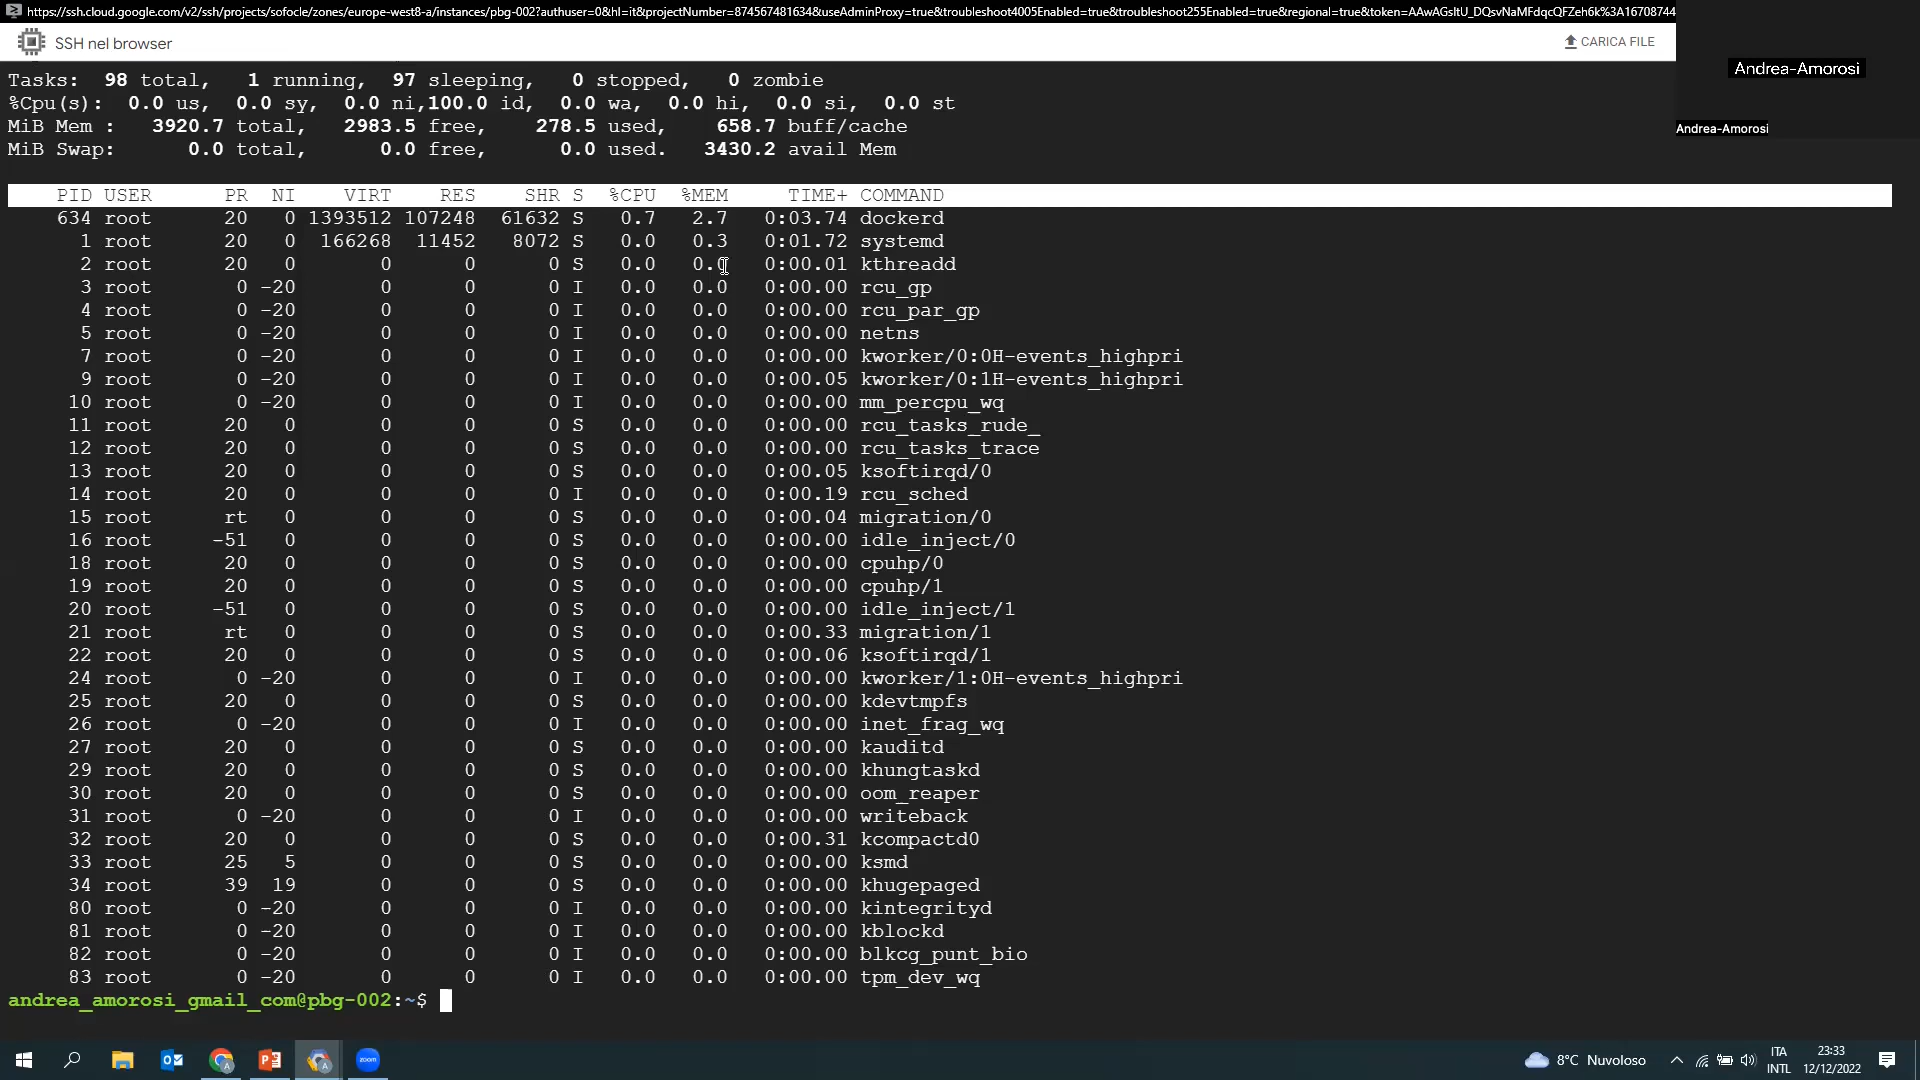 https://ssh.cloud.google.com/v2/ssh/projects/sofocle/zones/europe-west8-a/instances/pbg-002?authuser=0&hl=it&projectNumber=874567481634&useAdminProxy=true&troubleshoot4005Enabled=true&troubleshoot255Enabled=true&regional=true&token=AAwAGsltU_DQsvNaMFdqcQFZeh6k%3A16708744
SSH nel browser
CARICA FILE
Andrea-Amorosi
Andrea-Amorosi
Tasks:  98 total,   1 running,  97 sleeping,   0 stopped,   0 zombie
%Cpu(s):  0.0 us,  0.0 sy,  0.0 ni,100.0 id,  0.0 wa,  0.0 hi,  0.0 si,  0.0 st
MiB Mem :   3920.7 total,   2983.5 free,    278.5 used,    658.7 buff/cache
MiB Swap:      0.0 total,      0.0 free,      0.0 used.   3430.2 avail Mem
PID USER PR NI VIRT RES SHR S %CPU %MEM TIME+ COMMAND
634 root 20 0 1393512 107248 61632 S 0.7 2.7 0:03.74 dockerd
1 root 20 0 166268 11452 8072 S 0.0 0.3 0:01.72 systemd
2 root 20 0 0 0 0 S 0.0 0.0 0:00.01 kthreadd
3 root 0 -20 0 0 0 I 0.0 0.0 0:00.00 rcu_gp
4 root 0 -20 0 0 0 I 0.0 0.0 0:00.00 rcu_par_gp
5 root 0 -20 0 0 0 I 0.0 0.0 0:00.00 netns
7 root 0 -20 0 0 0 I 0.0 0.0 0:00.00 kworker/0:0H-events_highpri
9 root 0 -20 0 0 0 I 0.0 0.0 0:00.05 kworker/0:1H-events_highpri
10 root 0 -20 0 0 0 I 0.0 0.0 0:00.00 mm_percpu_wq
11 root 20 0 0 0 0 S 0.0 0.0 0:00.00 rcu_tasks_rude_
12 root 20 0 0 0 0 S 0.0 0.0 0:00.00 rcu_tasks_trace
13 root 20 0 0 0 0 S 0.0 0.0 0:00.05 ksoftirqd/0
14 root 20 0 0 0 0 I 0.0 0.0 0:00.19 rcu_sched
15 root rt 0 0 0 0 S 0.0 0.0 0:00.04 migration/0
16 root -51 0 0 0 0 S 0.0 0.0 0:00.00 idle_inject/0
18 root 20 0 0 0 0 S 0.0 0.0 0:00.00 cpuhp/0
19 root 20 0 0 0 0 S 0.0 0.0 0:00.00 cpuhp/1
20 root -51 0 0 0 0 S 0.0 0.0 0:00.00 idle_inject/1
21 root rt 0 0 0 0 S 0.0 0.0 0:00.33 migration/1
22 root 20 0 0 0 0 S 0.0 0.0 0:00.06 ksoftirqd/1
24 root 0 -20 0 0 0 I 0.0 0.0 0:00.00 kworker/1:0H-events_highpri
25 root 20 0 0 0 0 S 0.0 0.0 0:00.00 kdevtmpfs
26 root 0 -20 0 0 0 I 0.0 0.0 0:00.00 inet_frag_wq
27 root 20 0 0 0 0 S 0.0 0.0 0:00.00 kauditd
29 root 20 0 0 0 0 S 0.0 0.0 0:00.00 khungtaskd
30 root 20 0 0 0 0 S 0.0 0.0 0:00.00 oom_reaper
31 root 0 -20 0 0 0 I 0.0 0.0 0:00.00 writeback
32 root 20 0 0 0 0 S 0.0 0.0 0:00.31 kcompactd0
33 root 25 5 0 0 0 S 0.0 0.0 0:00.00 ksmd
34 root 39 19 0 0 0 S 0.0 0.0 0:00.00 khugepaged
80 root 0 -20 0 0 0 I 0.0 0.0 0:00.00 kintegrityd
81 root 0 -20 0 0 0 I 0.0 0.0 0:00.00 kblockd
82 root 0 -20 0 0 0 I 0.0 0.0 0:00.00 blkcg_punt_bio
83 root 0 -20 0 0 0 I 0.0 0.0 0:00.00 tpm_dev_wq
andrea_amorosi_gmail_com@pbg-002:~$
zoom
8°C Nuvoloso
ITA
INTL
23:33
12/12/2022